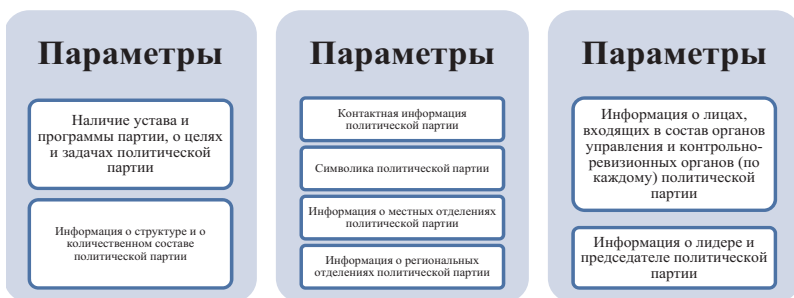 Параметры
Наличие устава и
программы партии, о целях
и задачах политической
партии
Информация о структуре и о
количественном составе
политической партии
Параметры
Контактная информация
политической партии
Символика политической партии
Информация о местных отделениях
политической партии
Информация о региональных
отделениях политической партии
Параметры
Информация о лицах,
входящих в состав органов
управления и контрольно-
ревизионных органов (по
каждому) политической
партии
Информация о лидере и
председателе политической
партии